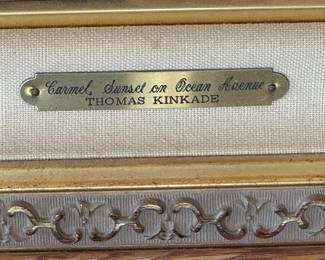 Carmel, Sunset on Ocean Avenue
THOMAS KINKADE